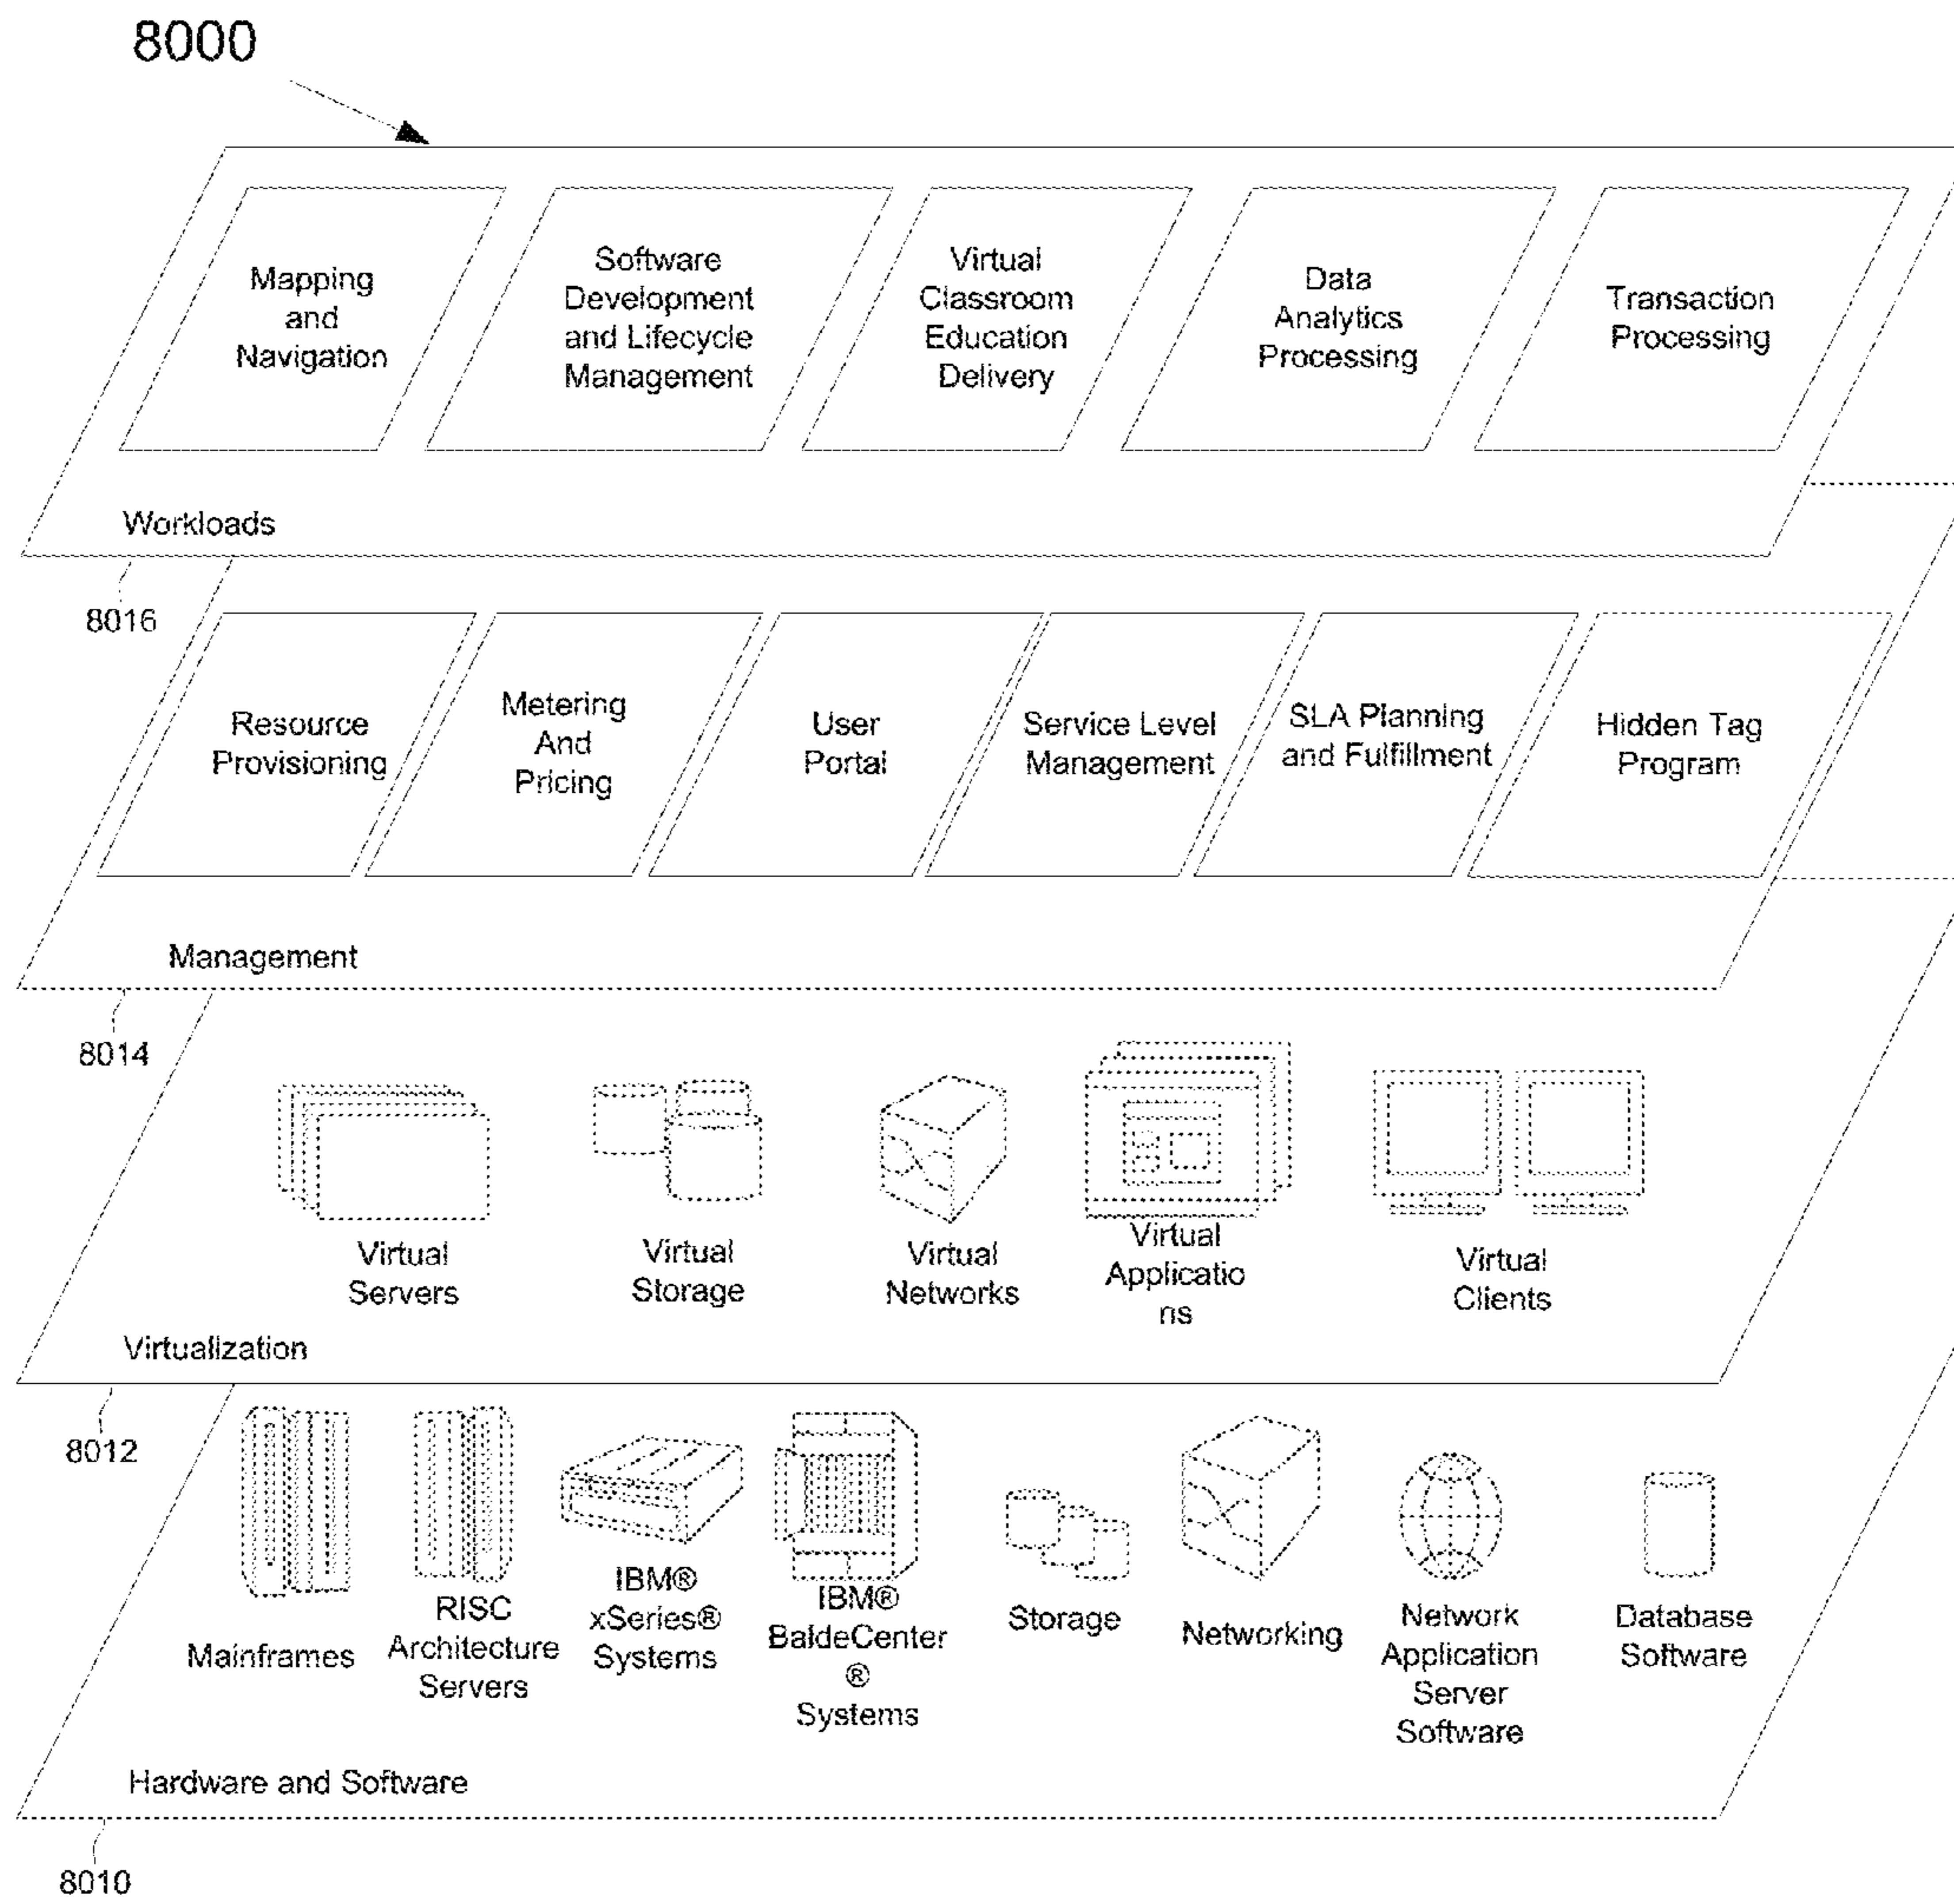 8000
Mapping
and
Navigation
Software
Development
and Lifecycle
Management
Virtual
Classroom
Education
Delivery
Data
Analytics
Processing
Transaction
Processing
Workloads
8016
Resource
Provisioning
Metering
And
Pricing
User
Portal
Service Level
Management
SLA Planning
and Fulfillment
Hidden Tag
Program
Management
8014
Virtual
Servers
Virtual
Storage
Virtual
Networks
Virtual
Applicatio
ns
Virtual
Clients
Virtualization
8012
Mainframes
RISC
Architecture
Servers
IBM®
xSeries®
Systems
IBM®
BaldeCenter
®
Systems
Storage
Networking
Network
Application
Server
Software
Database
Software
Hardware and Software
8010